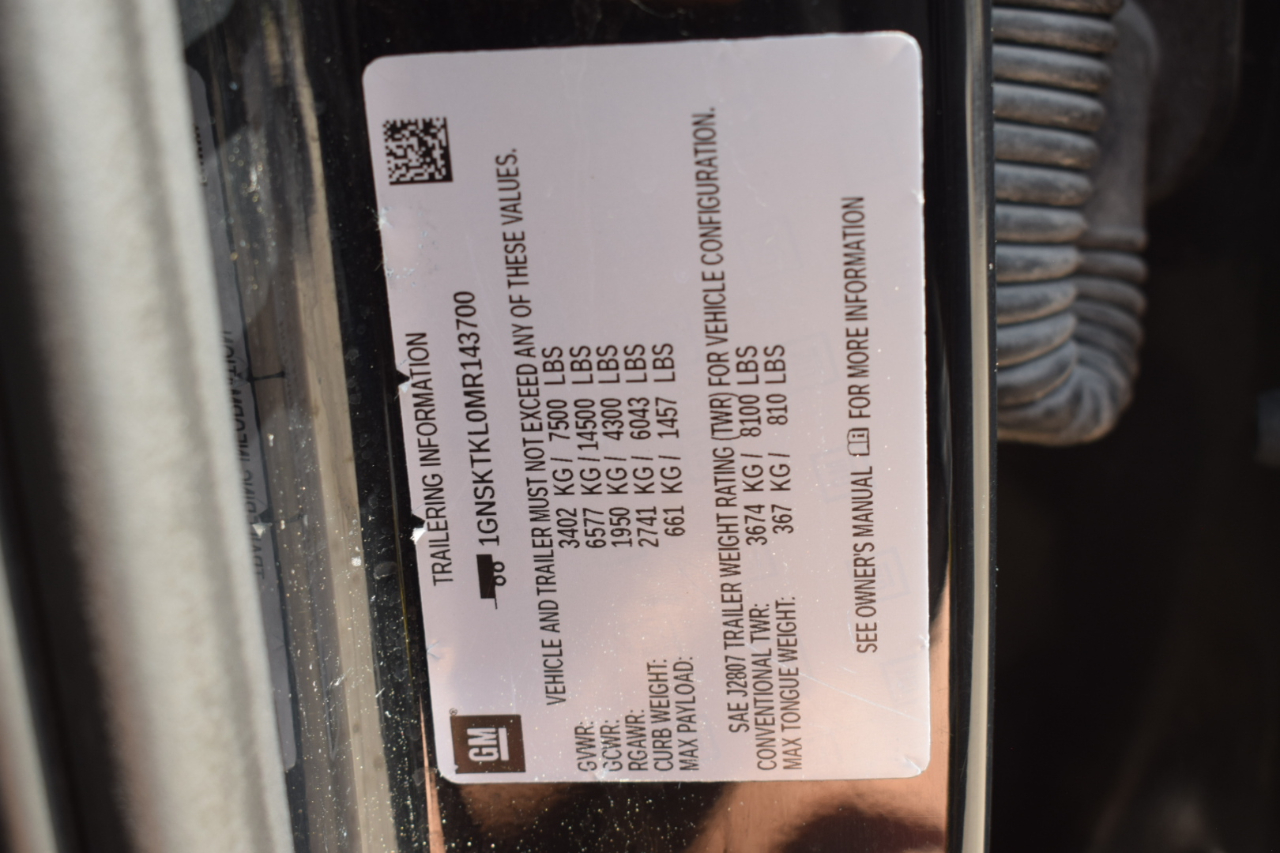 GM
TRAILERING INFORMATION
1GNSKTKL0MR143700
VEHICLE AND TRAILER MUST NOT EXCEED ANY OF THESE VALUES.
GVWR: 3402 KG / 7500 LBS
GCWR: 6577 KG / 14500 LBS
RGAWR: 1950 KG / 4300 LBS
CURB WEIGHT: 2741 KG / 6043 LBS
MAX PAYLOAD: 661 KG / 1457 LBS
SAE J2807 TRAILER WEIGHT RATING (TWR) FOR VEHICLE CONFIGURATION.
CONVENTIONAL TWR: 3674 KG / 8100 LBS
MAX TONGUE WEIGHT: 367 KG / 810 LBS
SEE OWNER'S MANUAL FOR MORE INFORMATION